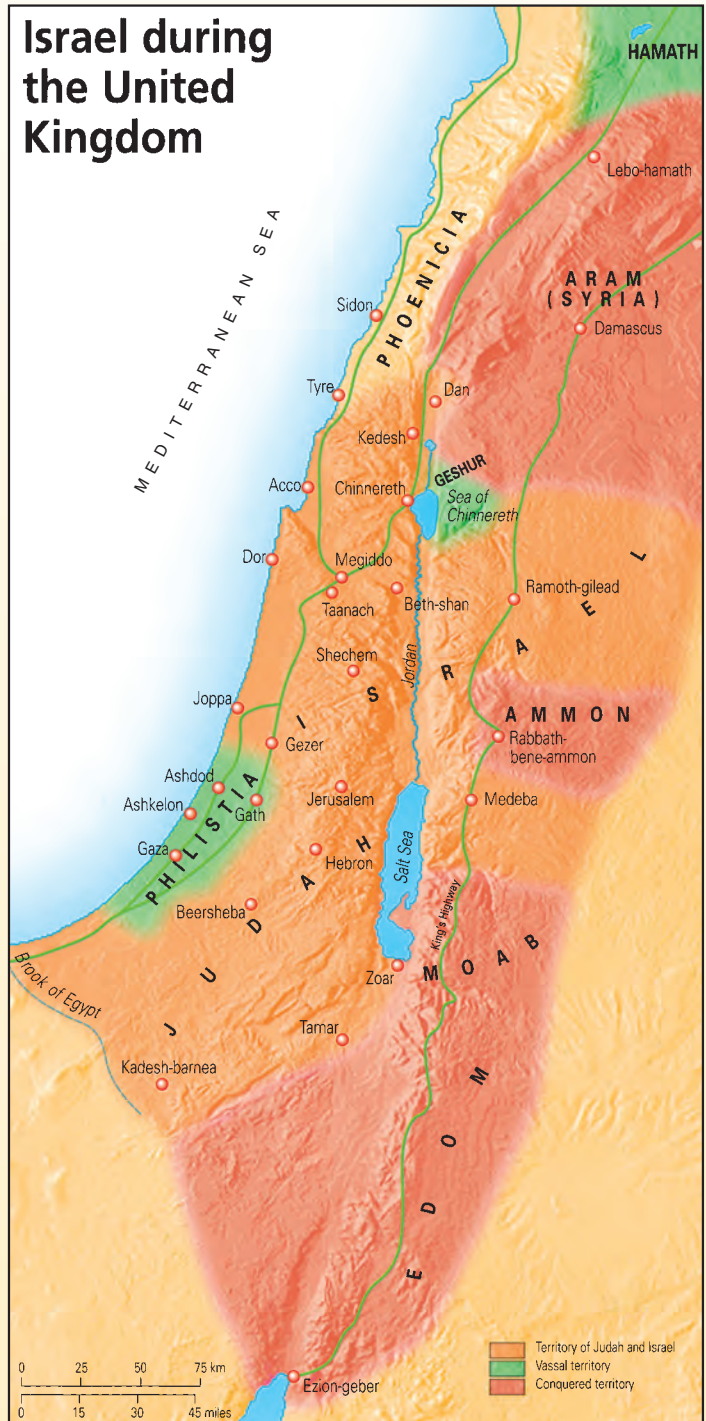 Israel during
the United
Kingdom
HAMATH
Lebo-hamath
MEDITERRANEAN SEA
PHOENICIA
ARAM
(SYRIA)
Sidon
Damascus
Tyre
Dan
Kedesh
GESHUR
Acco
Chinnereth
Sea of
Chinnereth
Dor
Megiddo
Taanach
Beth-shan
Ramoth-gilead
ISRAEL
Shechem
Jordan
Joppa
AMMON
Gezer
Rabbath-
bene-ammon
Ashdod
PHILISTIA
Ashkelon
Gath
Jerusalem
Medeba
Gaza
Hebron
Salt Sea
JUDAH
Beersheba
King's Highway
Brook of Egypt
Zoar
MOAB
Tamar
Kadesh-barnea
EDOM
Ezion-geber
0 25 50 75 km
0 15 30 45 miles
Territory of Judah and Israel
Vassal territory
Conquered territory